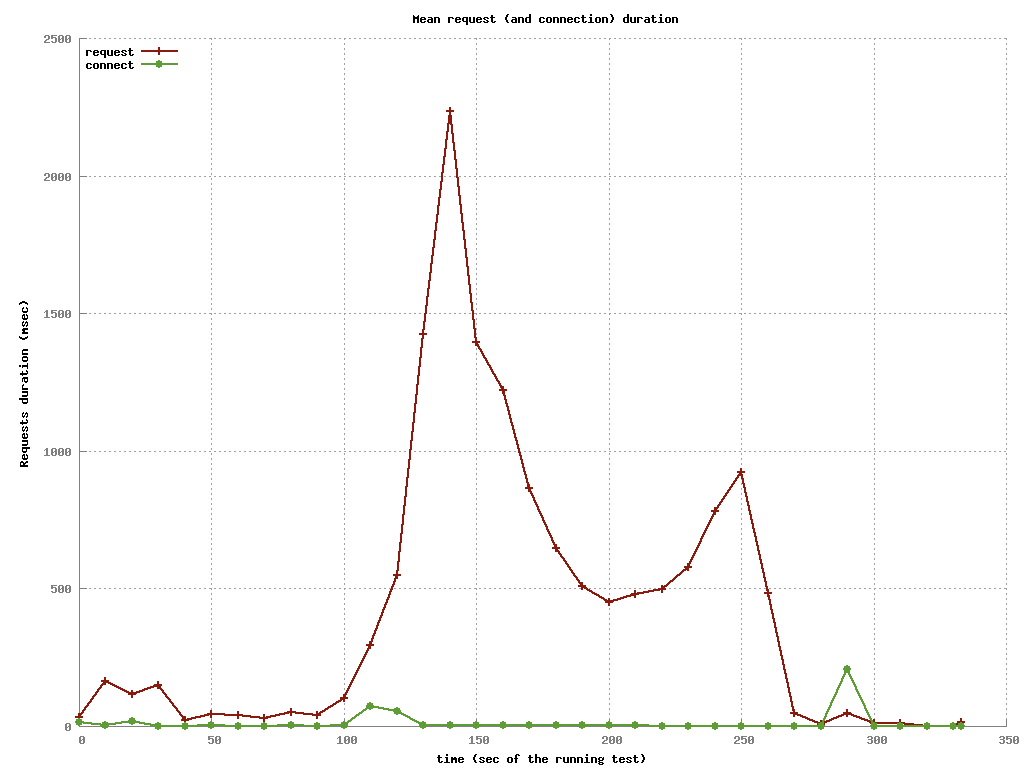 Mean request (and connection) duration
2500
request
connect
2000
1500
1000
500
0
Requests duration (msec)
0 50 100 150 200 250 300 350
time (sec of the running test)